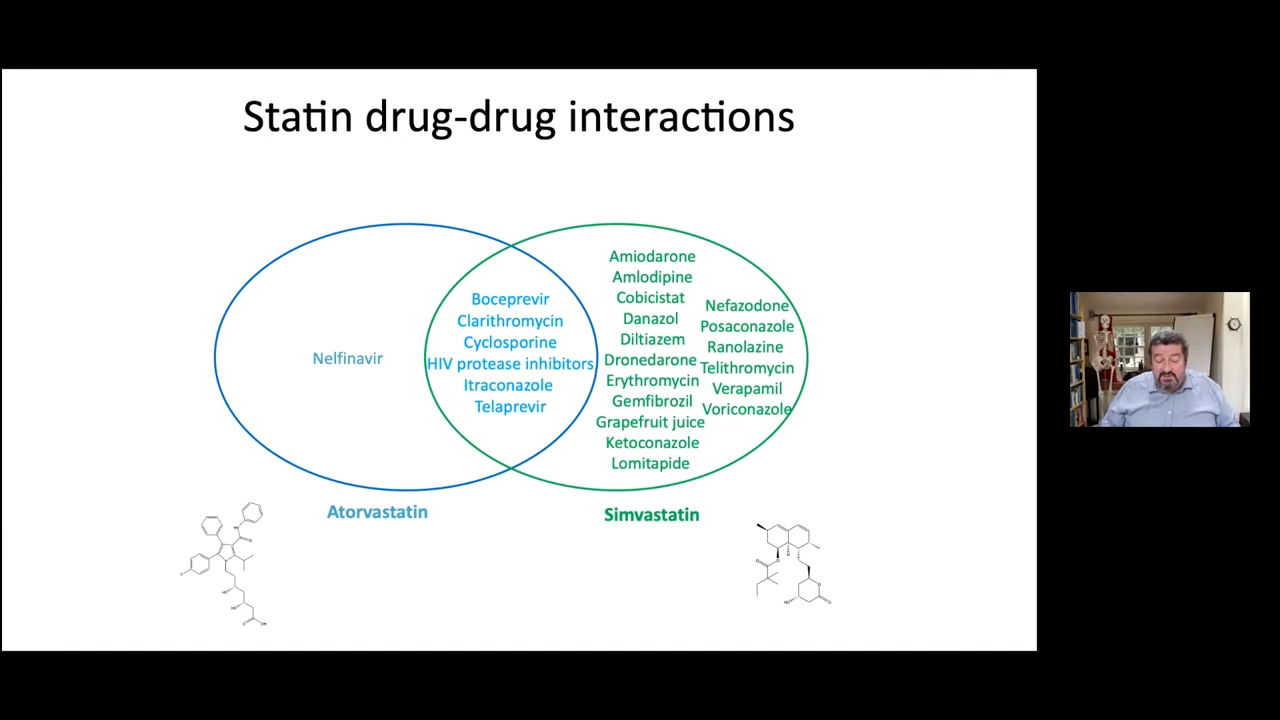 Statin drug-drug interactions
Nelfinavir
Boceprevir
Clarithromycin
Cyclosporine
HIV protease inhibitors
Itraconazole
Telaprevir
Amiodarone
Amlodipine
Cobicistat
Danazol
Diltiazem
Dronedarone
Erythromycin
Gemfibrozil
Grapefruit juice
Ketoconazole
Lomitapide
Nefazodone
Posaconazole
Ranolazine
Telithromycin
Verapamil
Voriconazole
Atorvastatin
Simvastatin